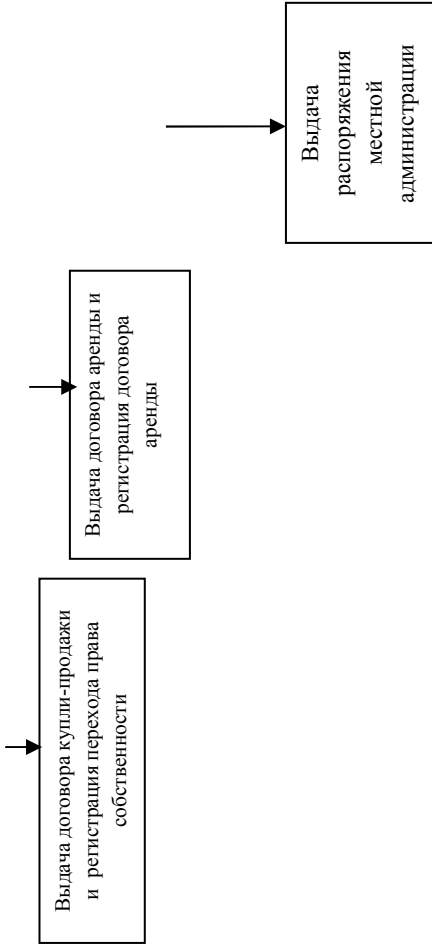 Выдача договора купли-продажи
и регистрация перехода права
собственности
Выдача договора аренды и
регистрация договора
аренды
Выдача
распоряжения
местной
администрации